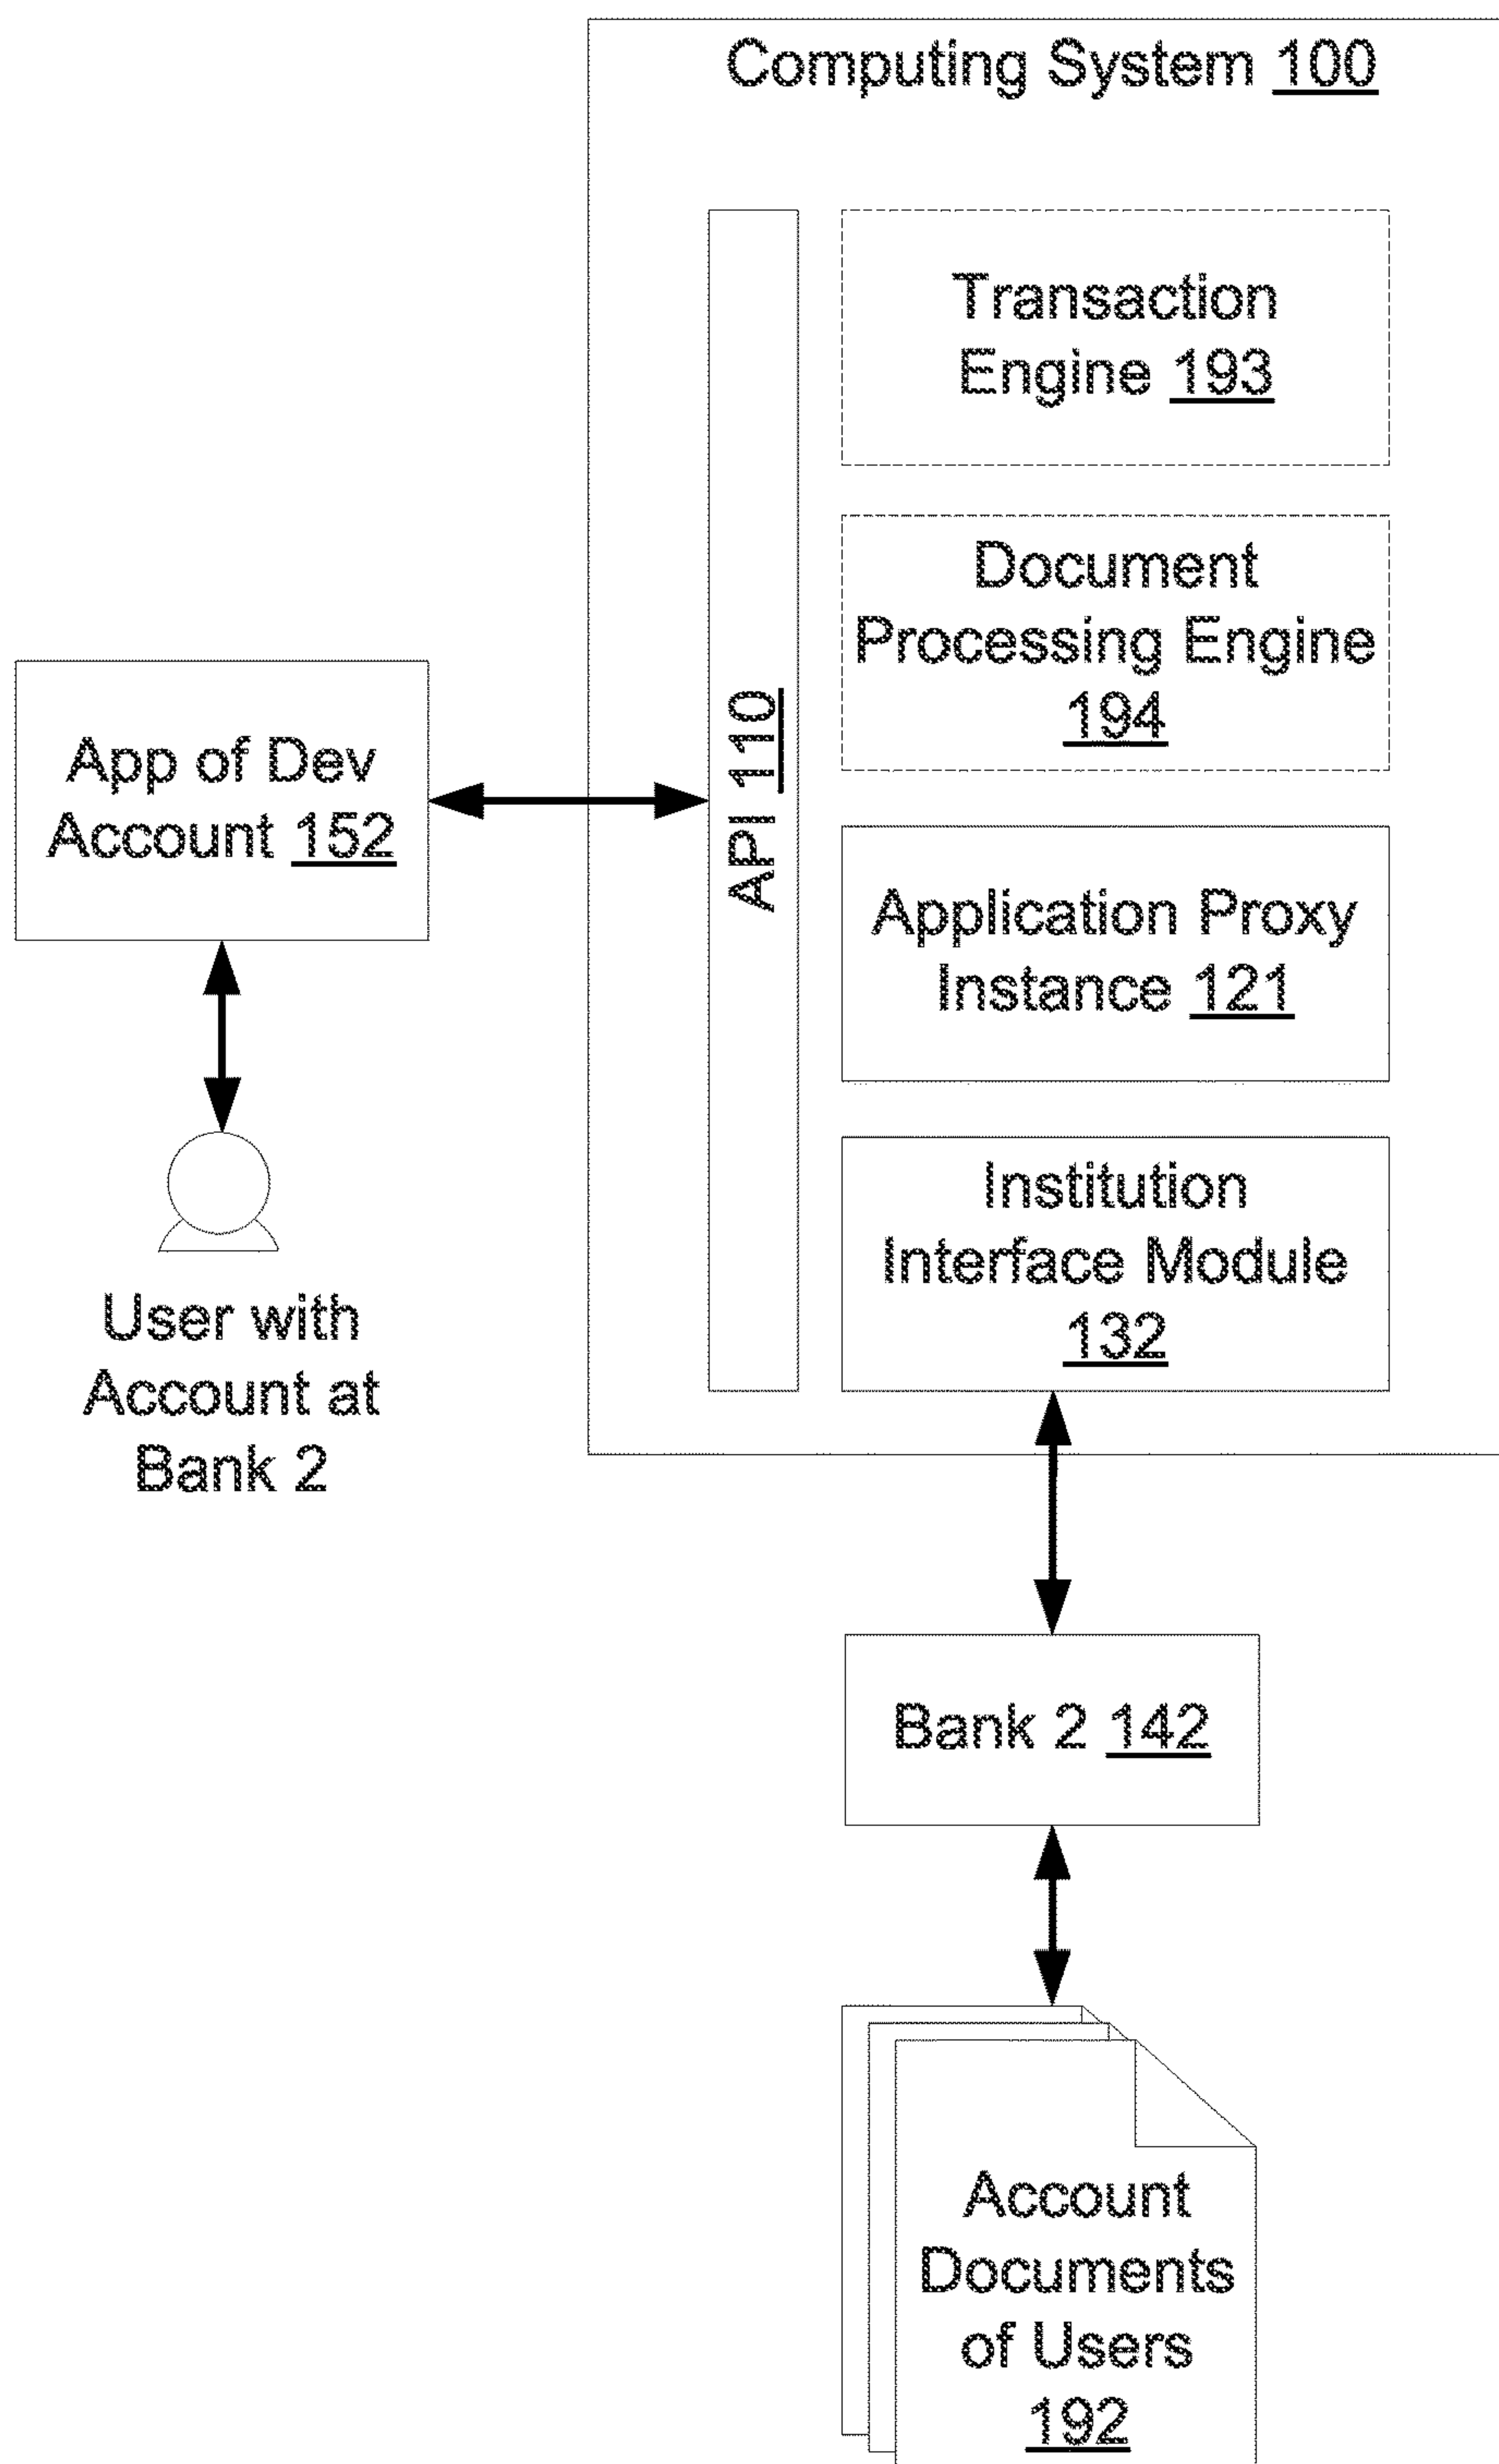 Computing System 100
Transaction
Engine 193
Document
Processing Engine
194
API 110
App of Dev
Account 152
Application Proxy
Instance 121
Institution
Interface Module
132
User with
Account at
Bank 2
Bank 2 142
Account
Documents
of Users
192